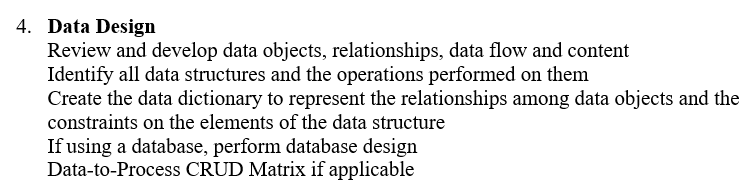 4. Data Design
Review and develop data objects, relationships, data flow and content
Identify all data structures and the operations performed on them
Create the data dictionary to represent the relationships among data objects and the
constraints on the elements of the data structure
If using a database, perform database design
Data-to-Process CRUD Matrix if applicable